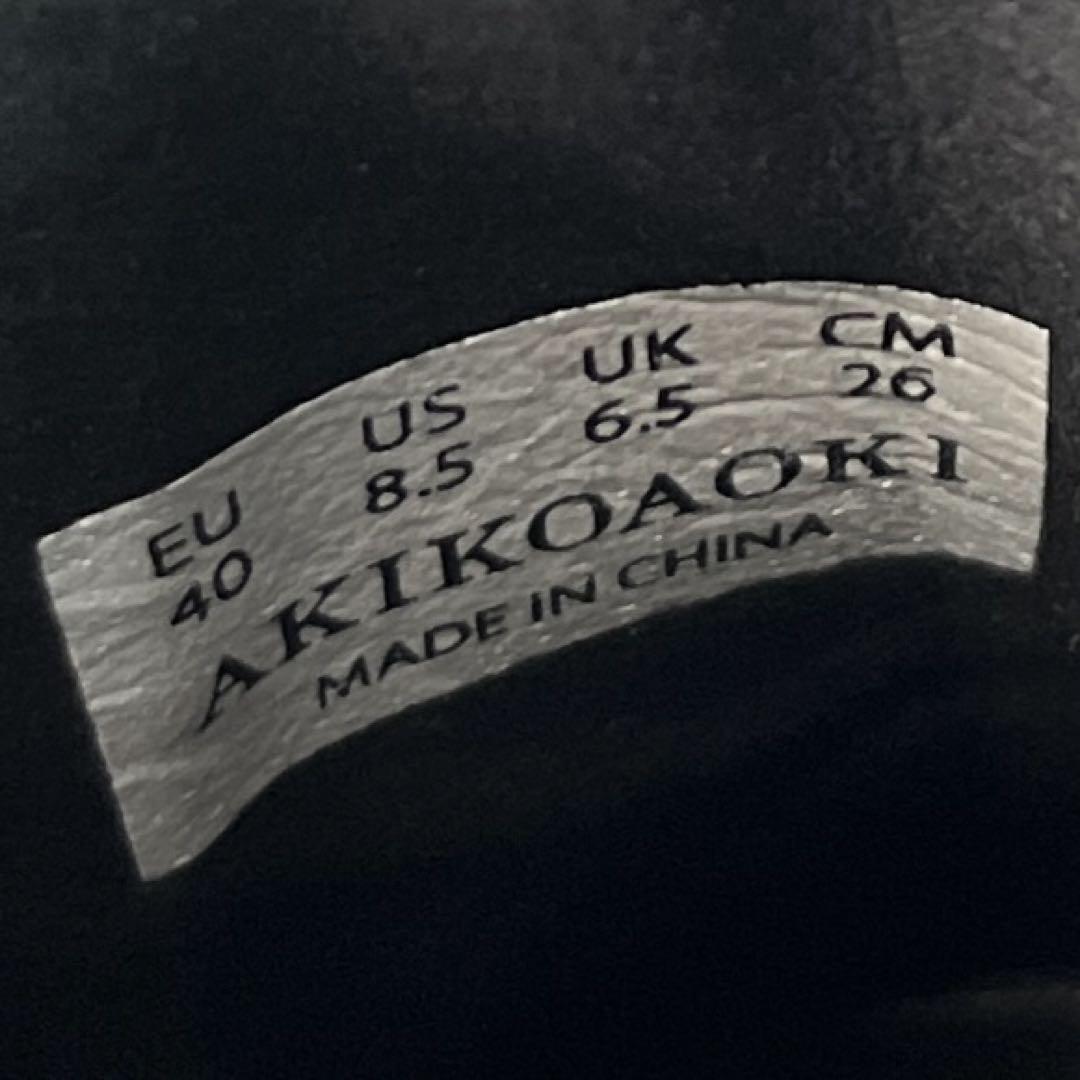 EU US UK CM
40 8.5 6.5 26
AKIKOAOKI
MADE IN CHINA